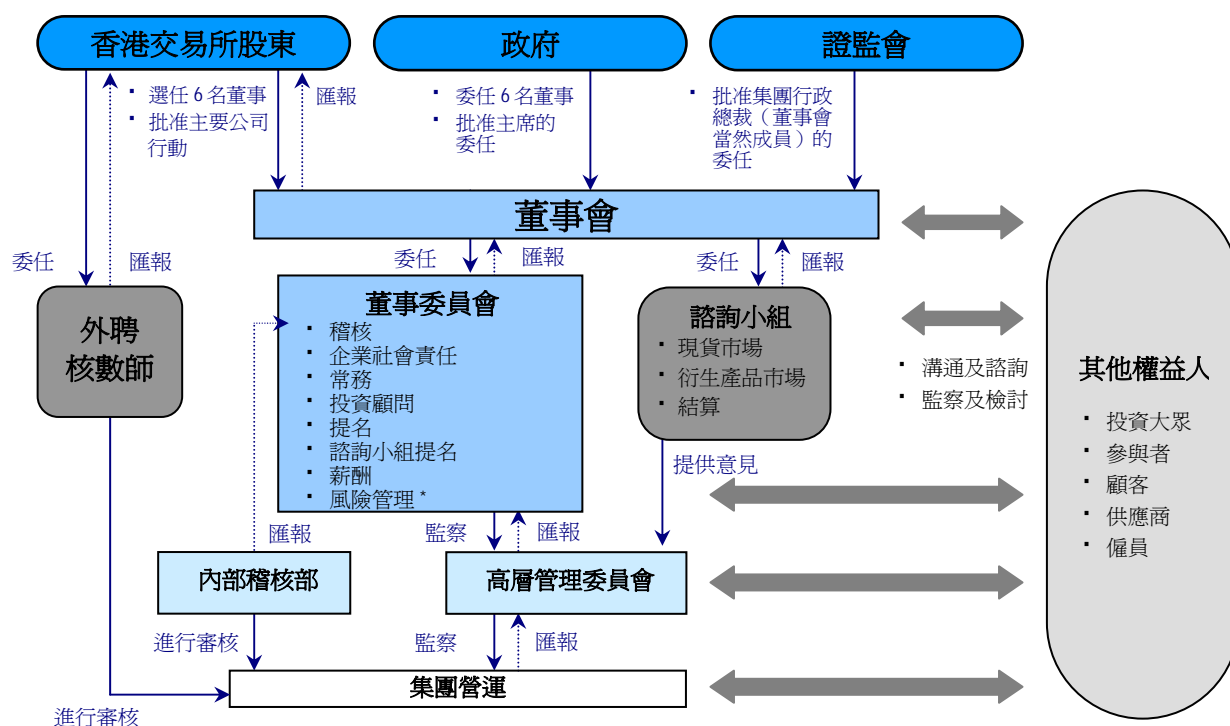 香港交易所股東
政府
證監會
▪ 選任 6 名董事
▪ 批准主要公司
行動
匯報
▪ 委任 6 名董事
▪ 批准主席的
委任
▪ 批准集團行政
總裁（董事會
當然成員）的
委任
董事會
委任
匯報
委任
匯報
委任
匯報
外聘
核數師
董事委員會
▪ 稽核
▪ 企業社會責任
▪ 常務
▪ 投資顧問
▪ 提名
▪ 諮詢小組提名
▪ 薪酬
▪ 風險管理 *
諮詢小組
▪ 現貨市場
▪ 衍生產品市場
▪ 結算
▪ 溝通及諮詢
▪ 監察及檢討
其他權益人
▪ 投資大眾
▪ 參與者
▪ 顧客
▪ 供應商
▪ 僱員
提供意見
匯報
監察
匯報
內部稽核部
高層管理委員會
進行審核
監察
匯報
集團營運
進行審核